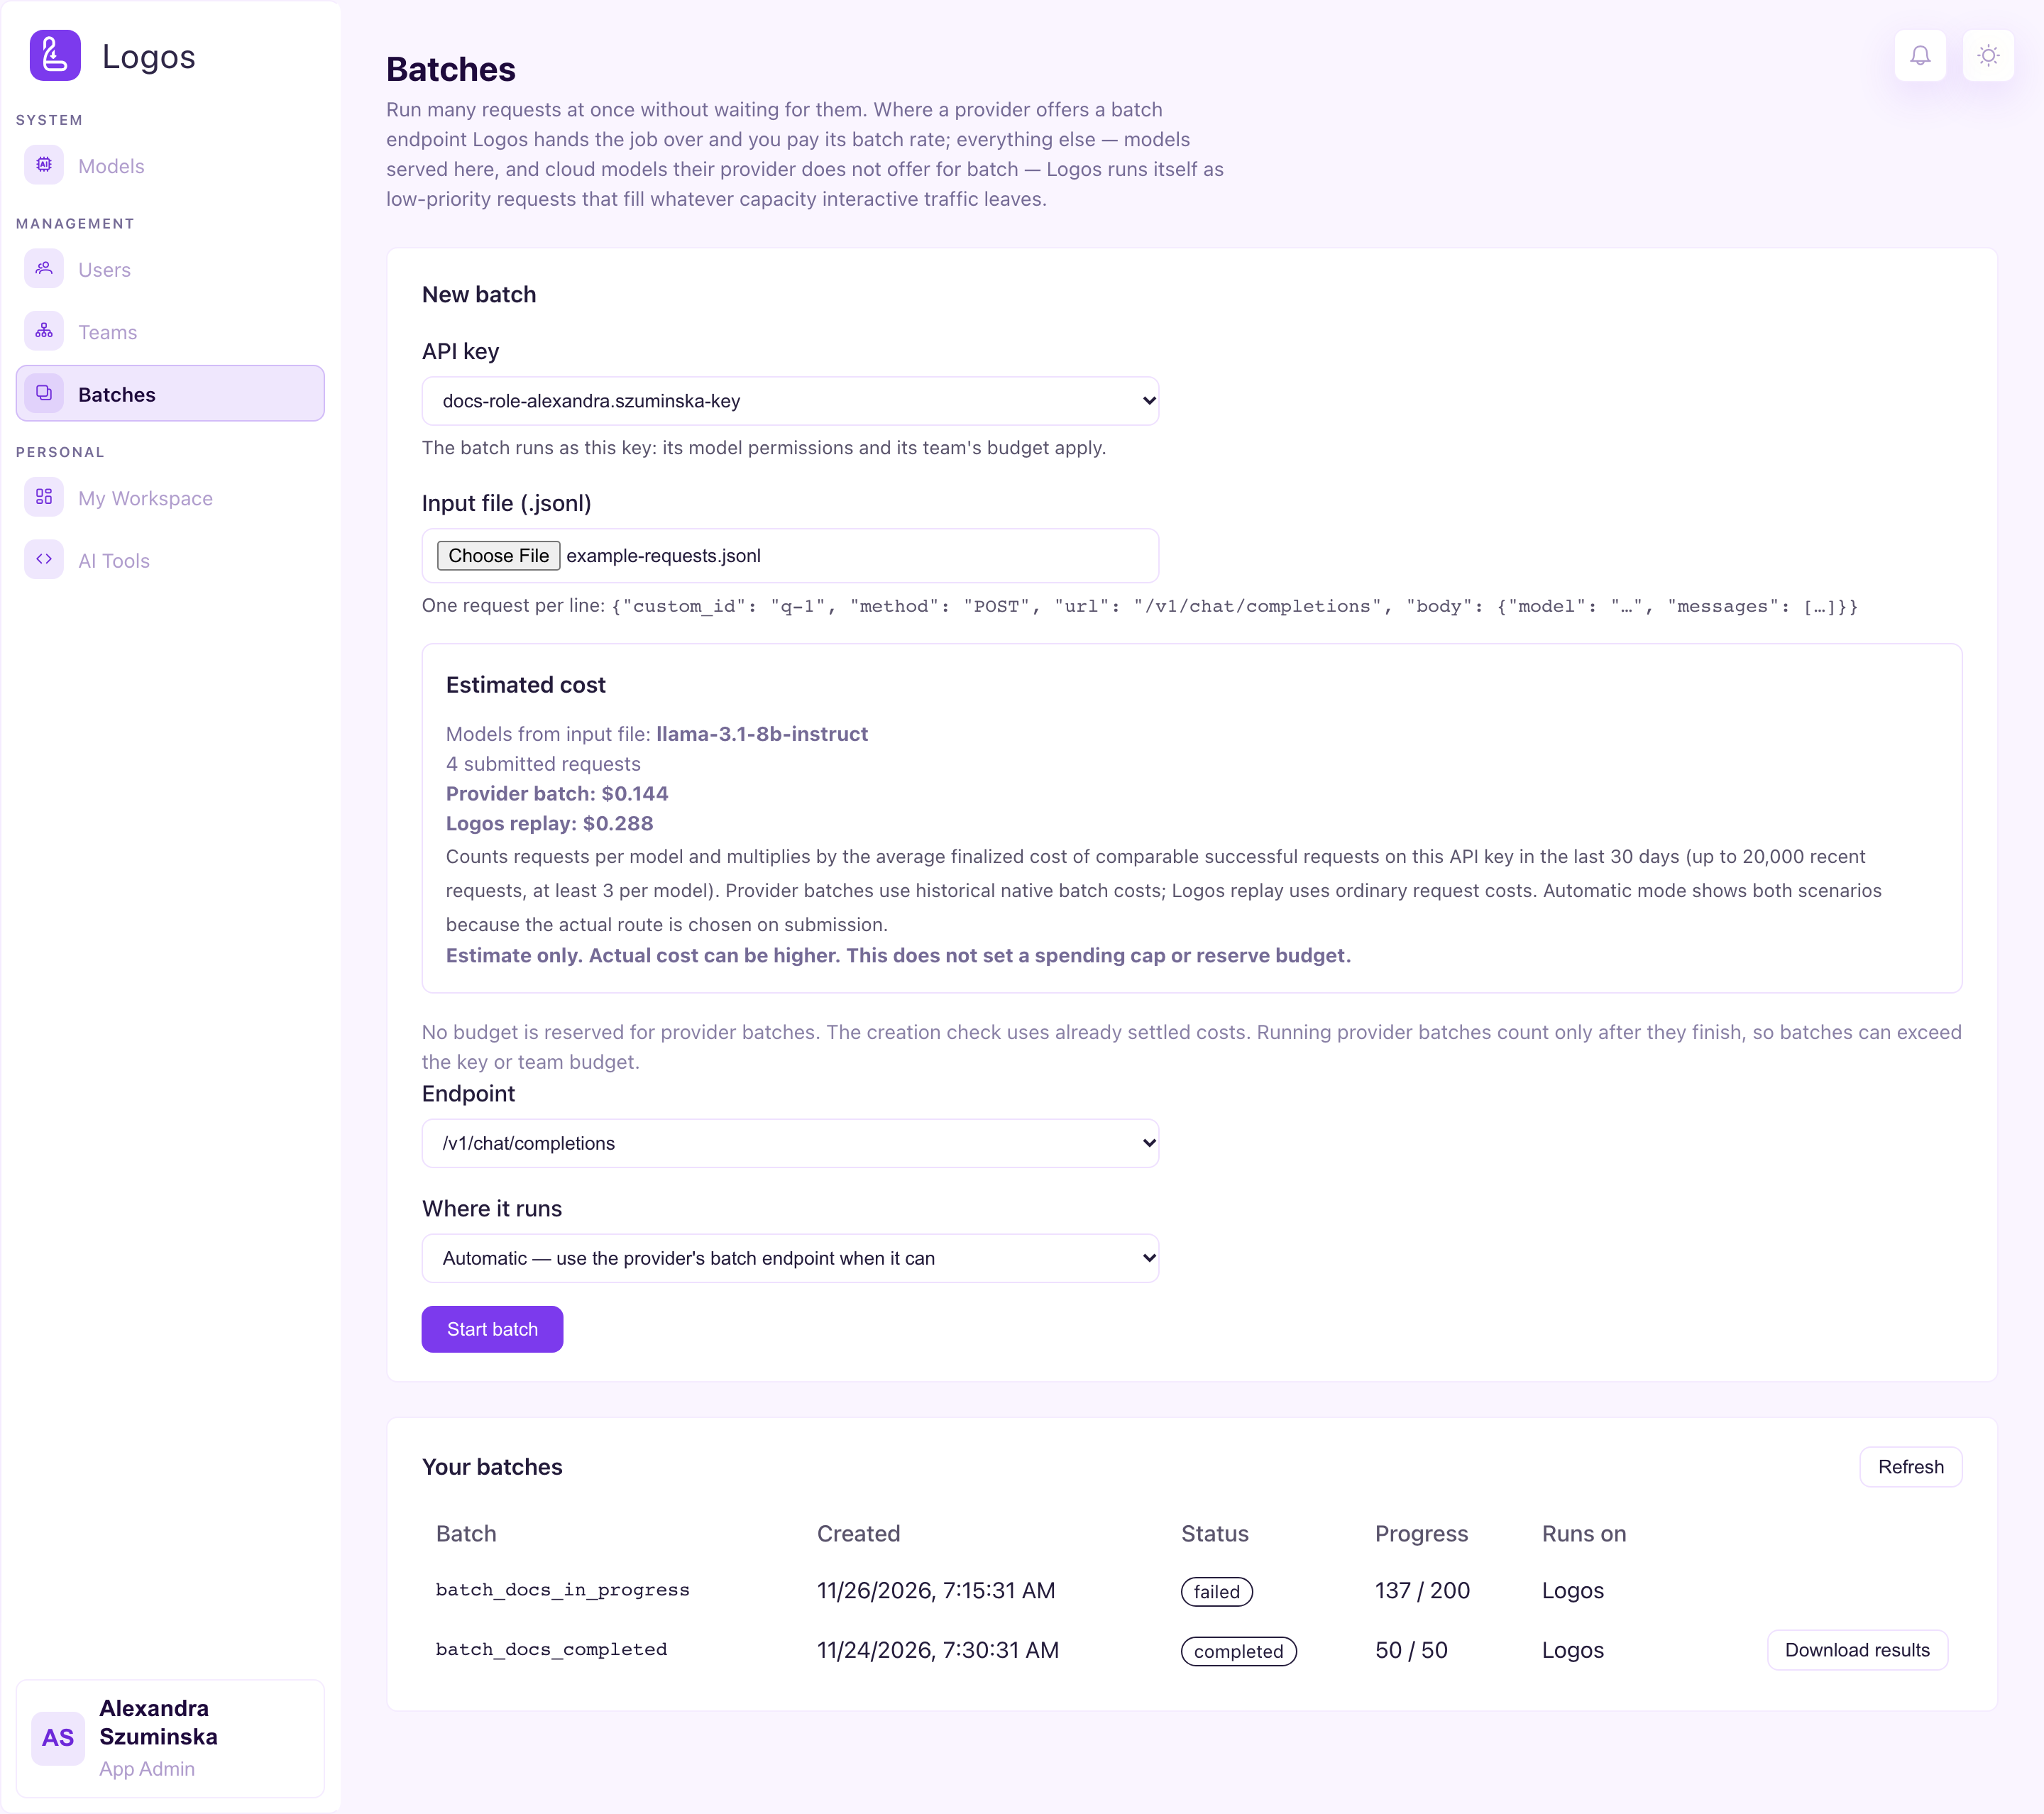 Logos
SYSTEM
Models
MANAGEMENT
Users
Teams
Batches
PERSONAL
My Workspace
AI Tools
AS
Alexandra
Szuminska
App Admin
Batches
Run many requests at once without waiting for them. Where a provider offers a batch
endpoint Logos hands the job over and you pay its batch rate; everything else — models
served here, and cloud models their provider does not offer for batch — Logos runs itself as
low-priority requests that fill whatever capacity interactive traffic leaves.
New batch
API key
docs-role-alexandra.szuminska-key
The batch runs as this key: its model permissions and its team's budget apply.
Input file (.jsonl)
Choose File example-requests.jsonl
One request per line: {"custom_id": "q-1", "method": "POST", "url": "/v1/chat/completions", "body": {"model": "…", "messages": […]}}
Estimated cost
Models from input file: llama-3.1-8b-instruct
4 submitted requests
Provider batch: $0.144
Logos replay: $0.288
Counts requests per model and multiplies by the average finalized cost of comparable successful requests on this API key in the last 30 days (up to 20,000 recent
requests, at least 3 per model). Provider batches use historical native batch costs; Logos replay uses ordinary request costs. Automatic mode shows both scenarios
because the actual route is chosen on submission.
Estimate only. Actual cost can be higher. This does not set a spending cap or reserve budget.
No budget is reserved for provider batches. The creation check uses already settled costs. Running provider batches count only after they finish, so batches can exceed
the key or team budget.
Endpoint
/v1/chat/completions
Where it runs
Automatic — use the provider's batch endpoint when it can
Start batch
Your batches
Refresh
Batch Created Status Progress Runs on
batch_docs_in_progress 11/26/2026, 7:15:31 AM failed 137 / 200 Logos
batch_docs_completed 11/24/2026, 7:30:31 AM completed 50 / 50 Logos Download results